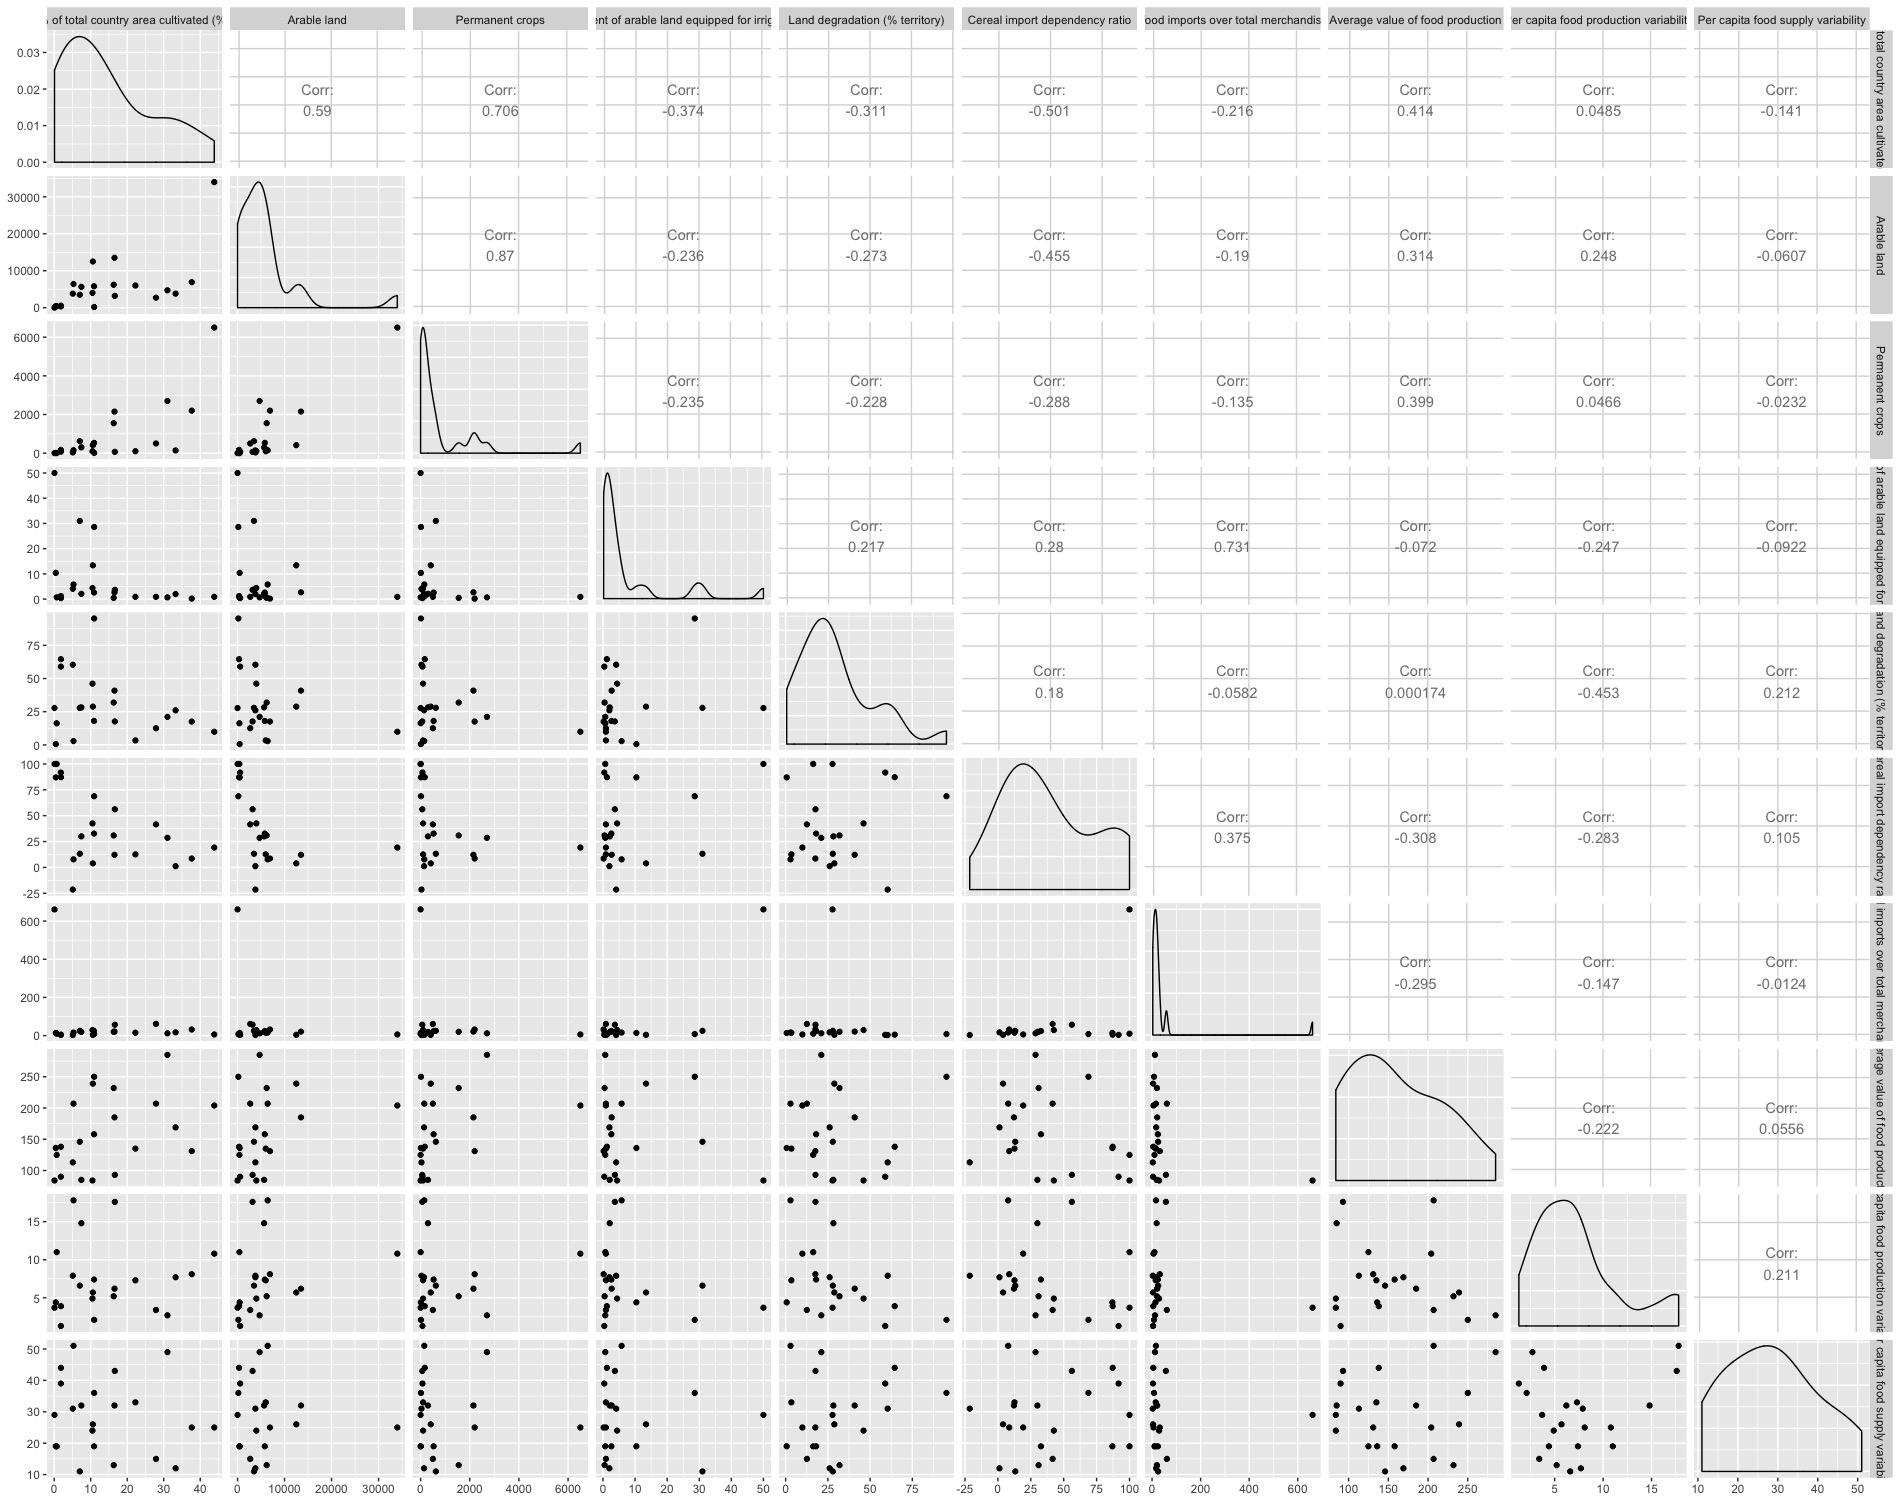 of total country area cultivated (%
Arable land
Permanent crops
ent of arable land equipped for irrig
Land degradation (% territory)
Cereal import dependency ratio
ood imports over total merchandis
Average value of food production
er capita food production variabilit
Per capita food supply variability
0.03
0.02
0.01
0.00
Corr:
0.59
Corr:
0.706
Corr:
-0.374
Corr:
-0.311
Corr:
-0.501
Corr:
-0.216
Corr:
0.414
Corr:
0.0485
Corr:
-0.141
total country area cultivate
30000
20000
10000
0
Corr:
0.87
Corr:
-0.236
Corr:
-0.273
Corr:
-0.455
Corr:
-0.19
Corr:
0.314
Corr:
0.248
Corr:
-0.0607
Arable land
6000
4000
2000
0
Corr:
-0.235
Corr:
-0.228
Corr:
-0.288
Corr:
-0.135
Corr:
0.399
Corr:
0.0466
Corr:
-0.0232
Permanent crops
50
40
30
20
10
0
Corr:
0.217
Corr:
0.28
Corr:
0.731
Corr:
-0.072
Corr:
-0.247
Corr:
-0.0922
of arable land equipped for
75
50
25
0
Corr:
0.18
Corr:
-0.0582
Corr:
0.000174
Corr:
-0.453
Corr:
0.212
and degradation (% territor
100
75
50
25
0
-25
Corr:
0.375
Corr:
-0.308
Corr:
-0.283
Corr:
0.105
ereal import dependency ra
600
400
200
0
Corr:
-0.295
Corr:
-0.147
Corr:
-0.0124
imports over total mercha
250
200
150
100
Corr:
-0.222
Corr:
0.0556
erage value of food produc
15
10
5
Corr:
0.211
capita food production varia
50
40
30
20
10
r capita food supply variabi
0 10 20 30 40
0 10000 20000 30000
0 2000 4000 6000
0 10 20 30 40 50
0 25 50 75
-25 0 25 50 75 100
0 200 400 600
100 150 200 250
5 10 15
10 20 30 40 50